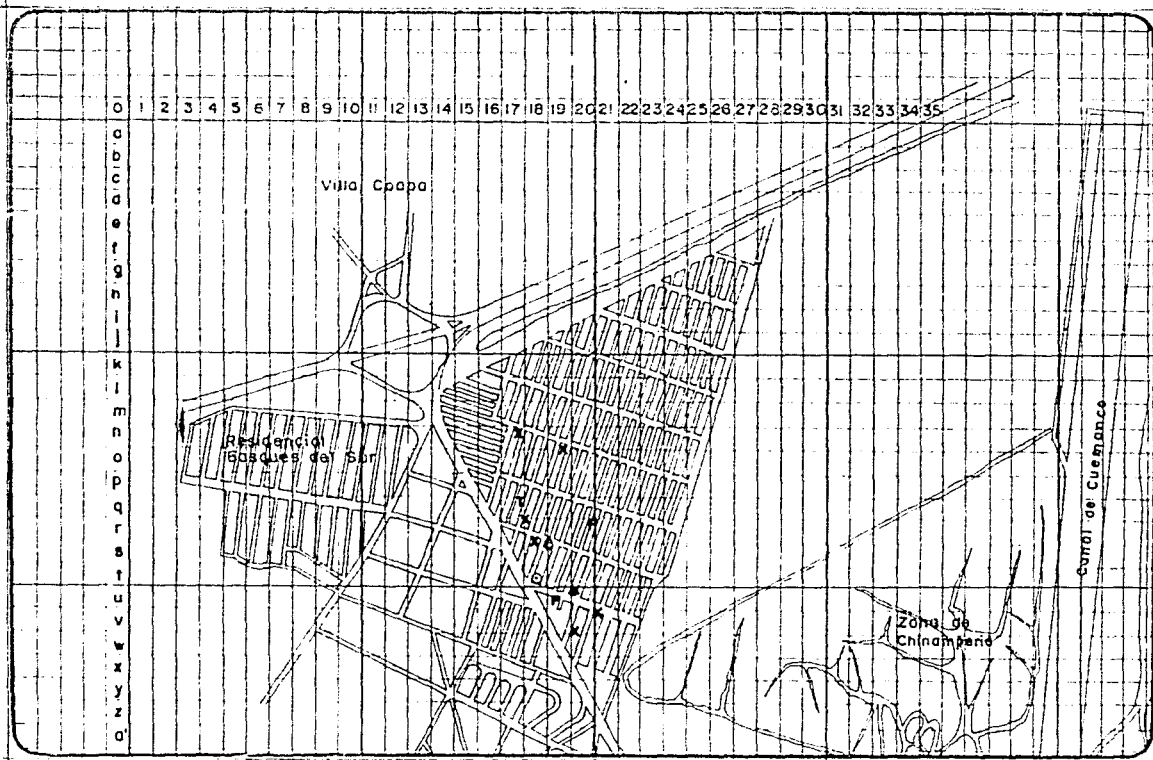 0 1 2 3 4 5 6 7 8 9 10 11 12 13 14 15 16 17 18 19 20 21 22 23 24 25 26 27 28 29 30 31 32 33 34 35
a
b
c
d
e
f
g
h
i
j
k
l
m
n
o
p
q
r
s
t
u
v
w
x
y
z
a'
Villa Cpapa
Residencial
Bosques del Sur
Canal de Cuemanco
Zona de
Chinamperia